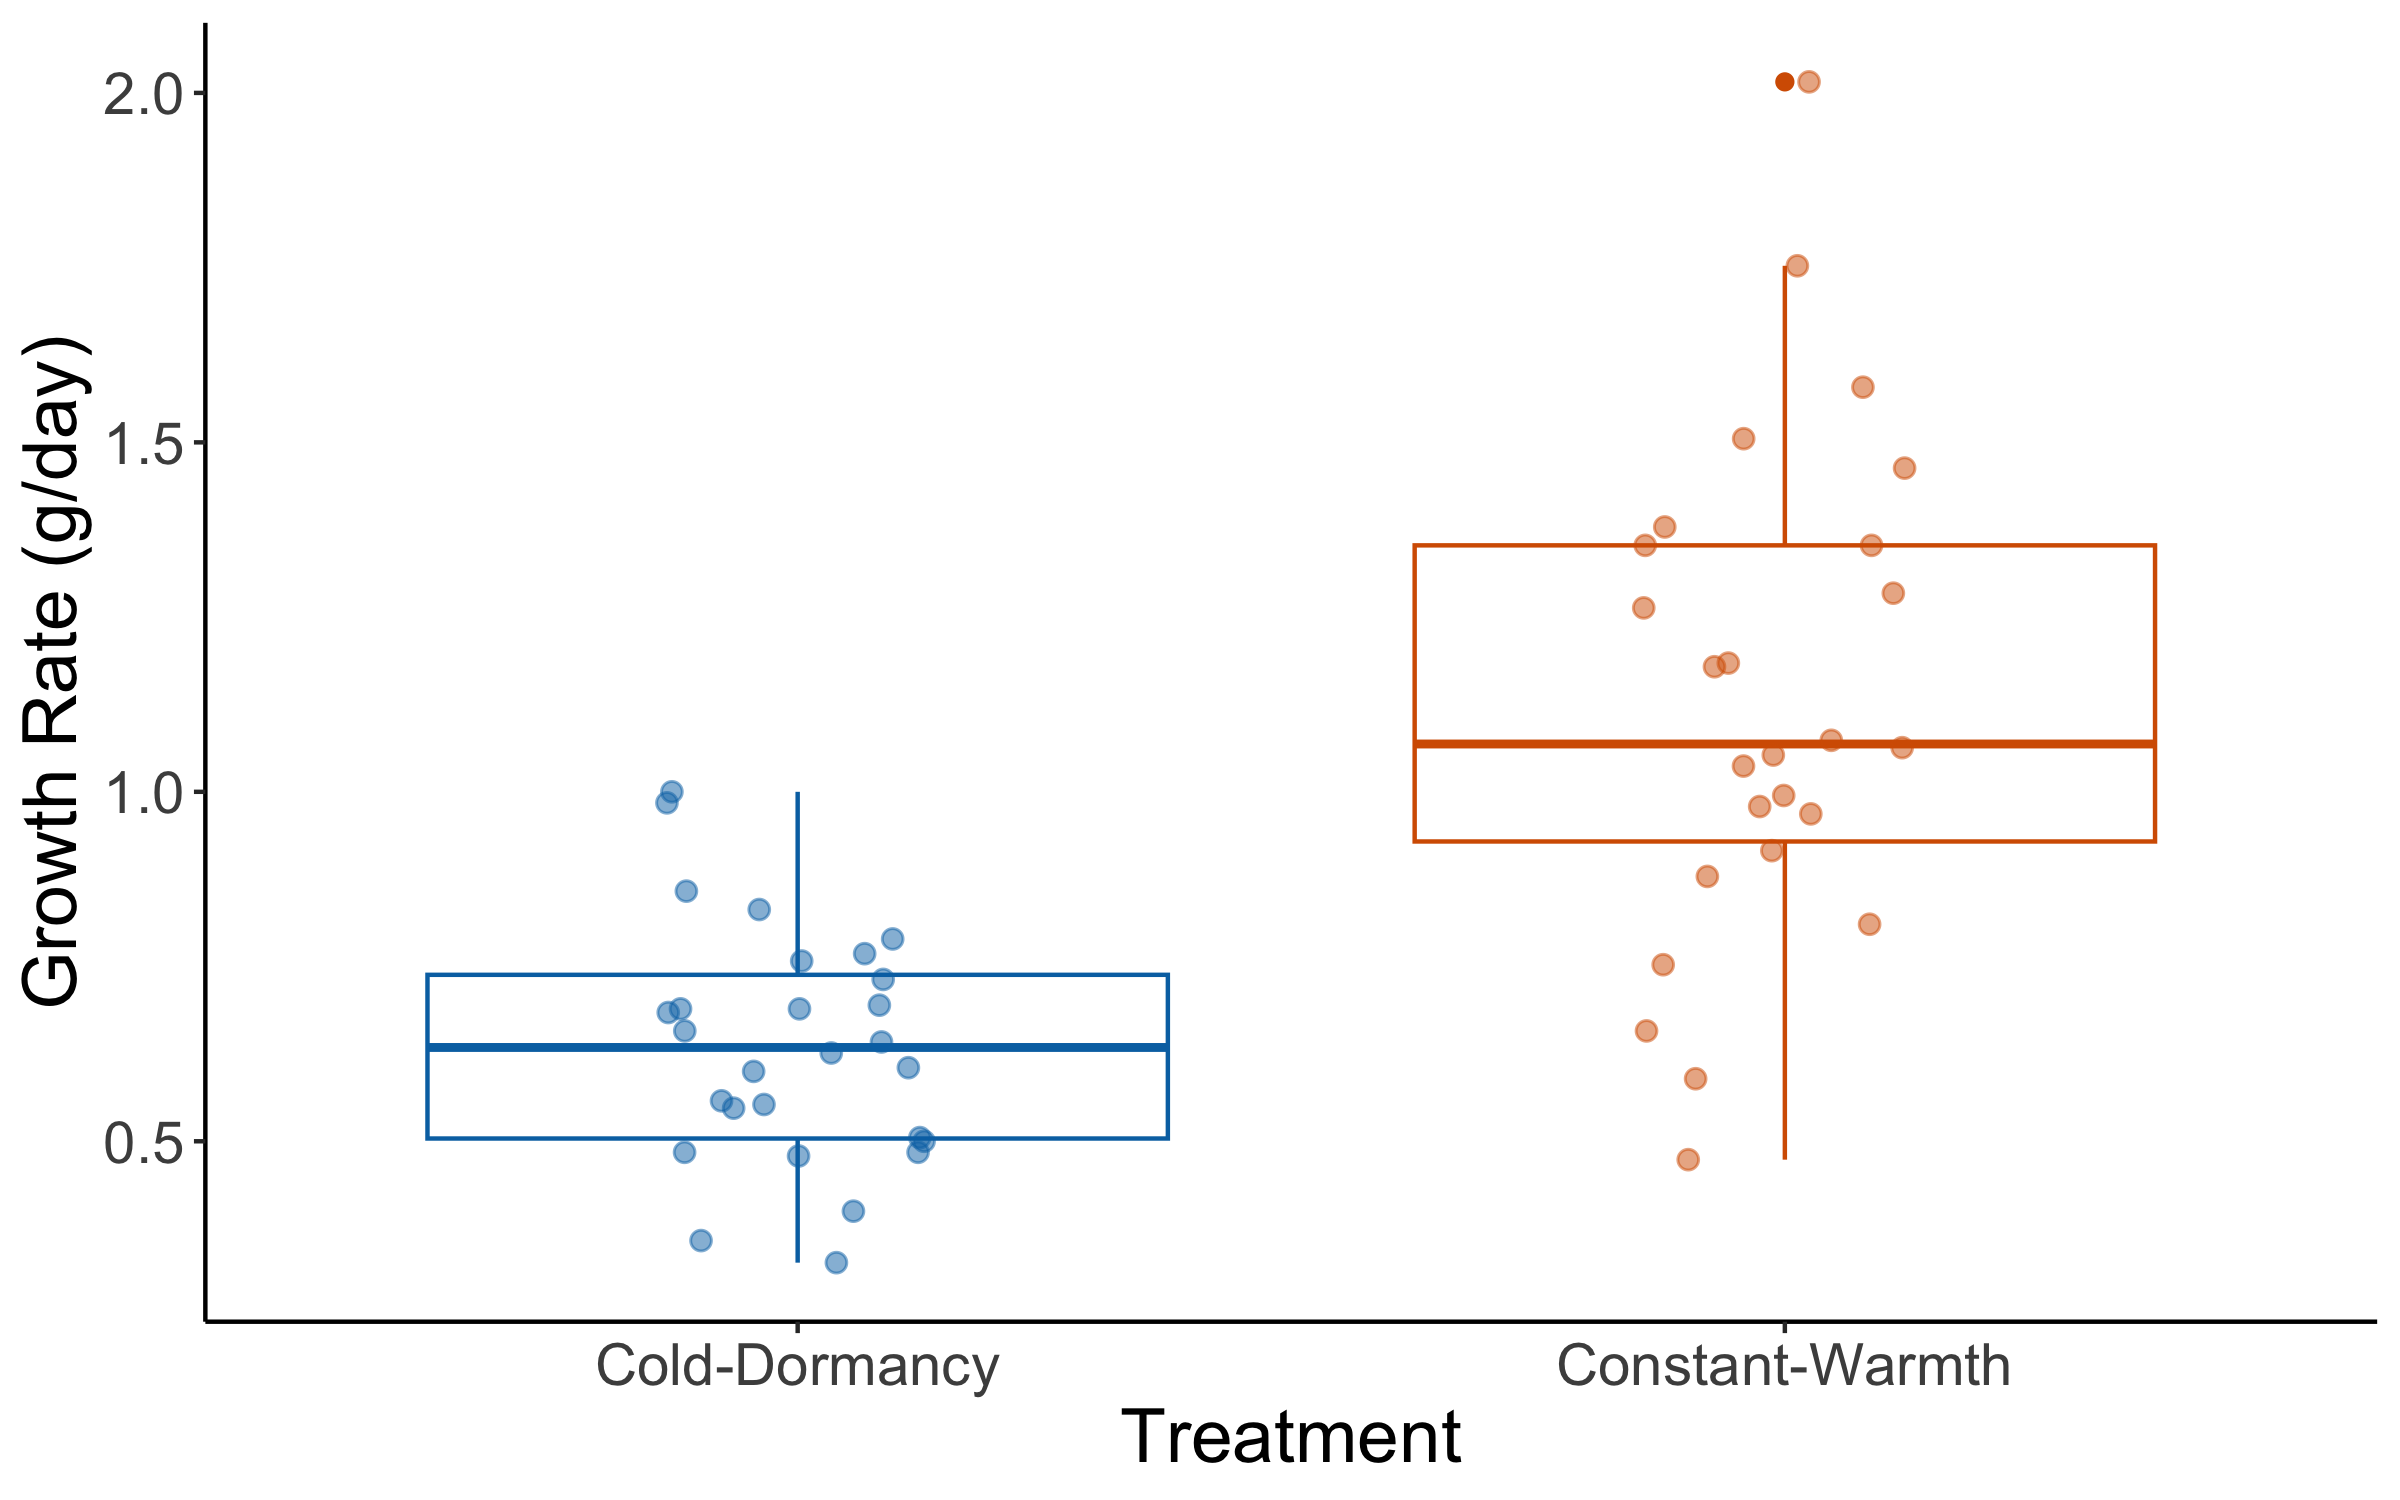 Growth Rate (g/day)
2.0
1.5
1.0
0.5
Cold-Dormancy
Constant-Warmth
Treatment